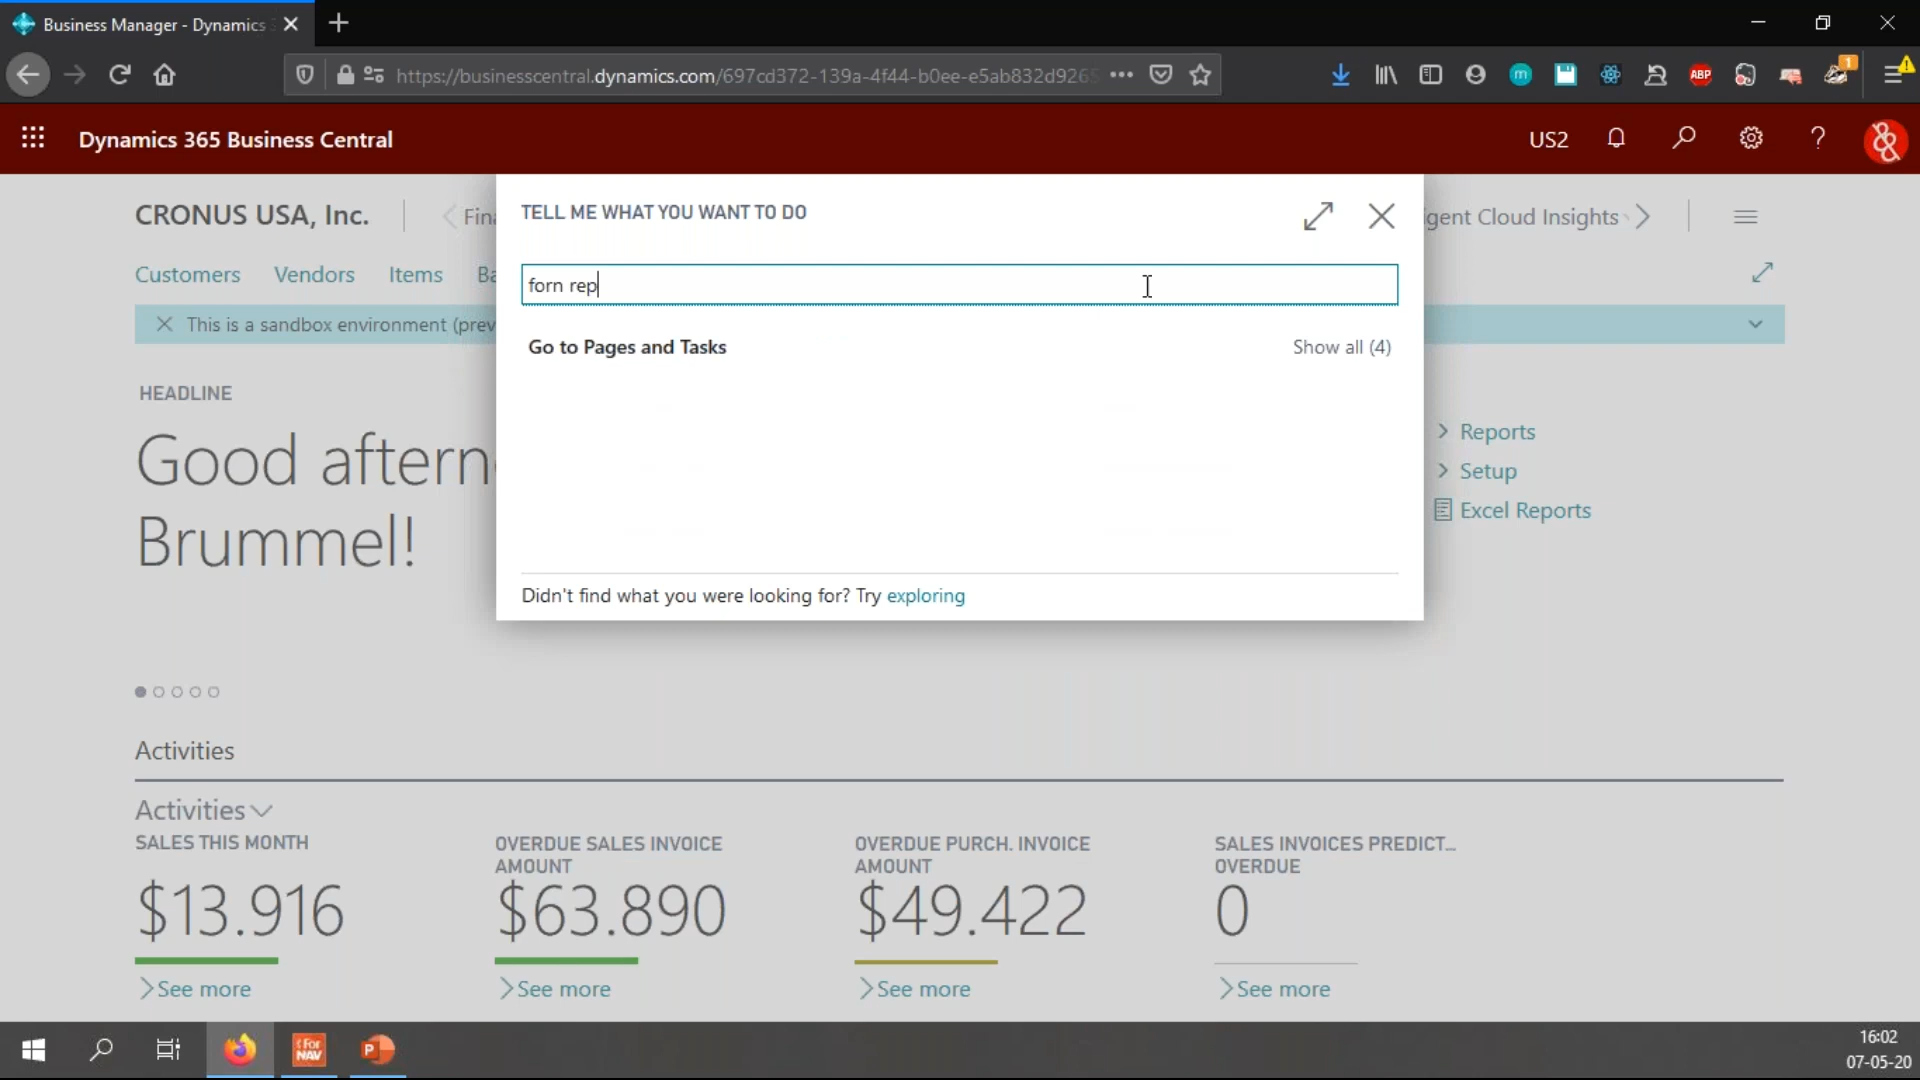 Business Manager - Dynamics
https://businesscentral.dynamics.com/697cd372-139a-4f44-b0ee-e5ab832d9265
ABP
m
1
Dynamics 365 Business Central
US2
CRONUS USA, Inc.
Fin
TELL ME WHAT YOU WANT TO DO
gent Cloud Insights
Customers
Vendors
Items
Ba
forn rep
This is a sandbox environment (prev
Go to Pages and Tasks
Show all (4)
HEADLINE
Good aftern
Brummel!
Reports
Setup
Excel Reports
Didn't find what you were looking for? Try exploring
Activities
Activities
SALES THIS MONTH
$13.916
See more
OVERDUE SALES INVOICE
AMOUNT
$63.890
See more
OVERDUE PURCH. INVOICE
AMOUNT
$49.422
See more
SALES INVOICES PREDICT...
OVERDUE
0
See more
For
NAV
P
16:02
07-05-20